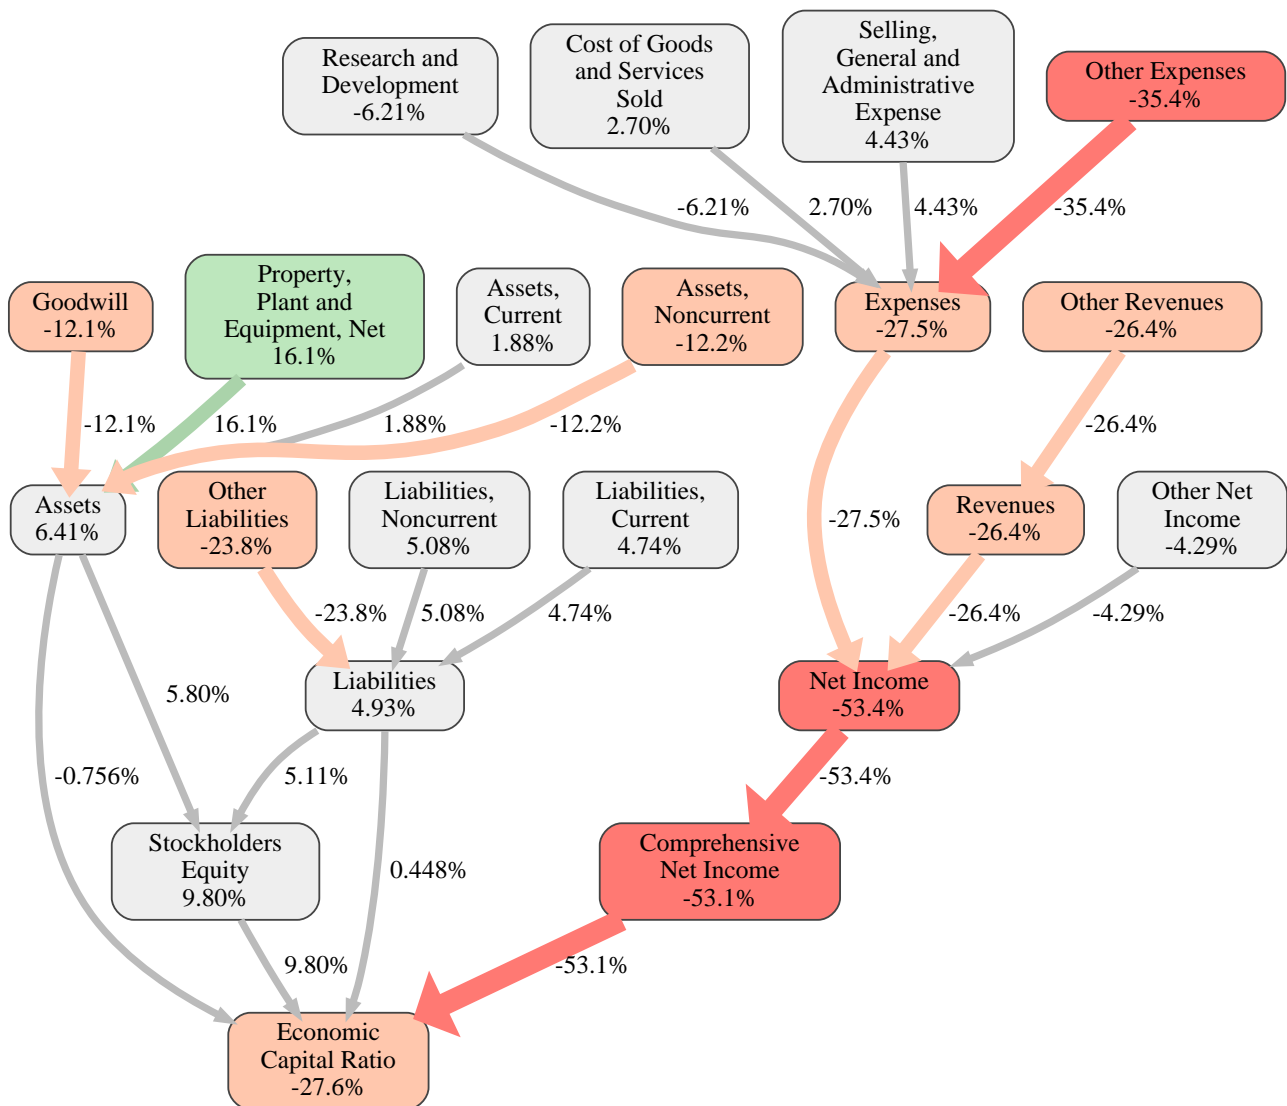 Research and
Development
-6.21%
Cost of Goods
and Services
Sold
2.70%
Selling,
General and
Administrative
Expense
4.43%
Other Expenses
-35.4%
-6.21%
2.70%
4.43%
-35.4%
Goodwill
-12.1%
Property,
Plant and
Equipment, Net
16.1%
Assets,
Current
1.88%
Assets,
Noncurrent
-12.2%
Expenses
-27.5%
Other Revenues
-26.4%
-12.1%
16.1%
1.88%
-12.2%
-26.4%
Assets
6.41%
Other
Liabilities
-23.8%
Liabilities,
Noncurrent
5.08%
Liabilities,
Current
4.74%
-27.5%
Revenues
-26.4%
Other Net
Income
-4.29%
-23.8%
5.08%
4.74%
-26.4%
-4.29%
5.80%
Liabilities
4.93%
Net Income
-53.4%
-0.756%
5.11%
-53.4%
Stockholders
Equity
9.80%
0.448%
Comprehensive
Net Income
-53.1%
9.80%
-53.1%
Economic
Capital Ratio
-27.6%